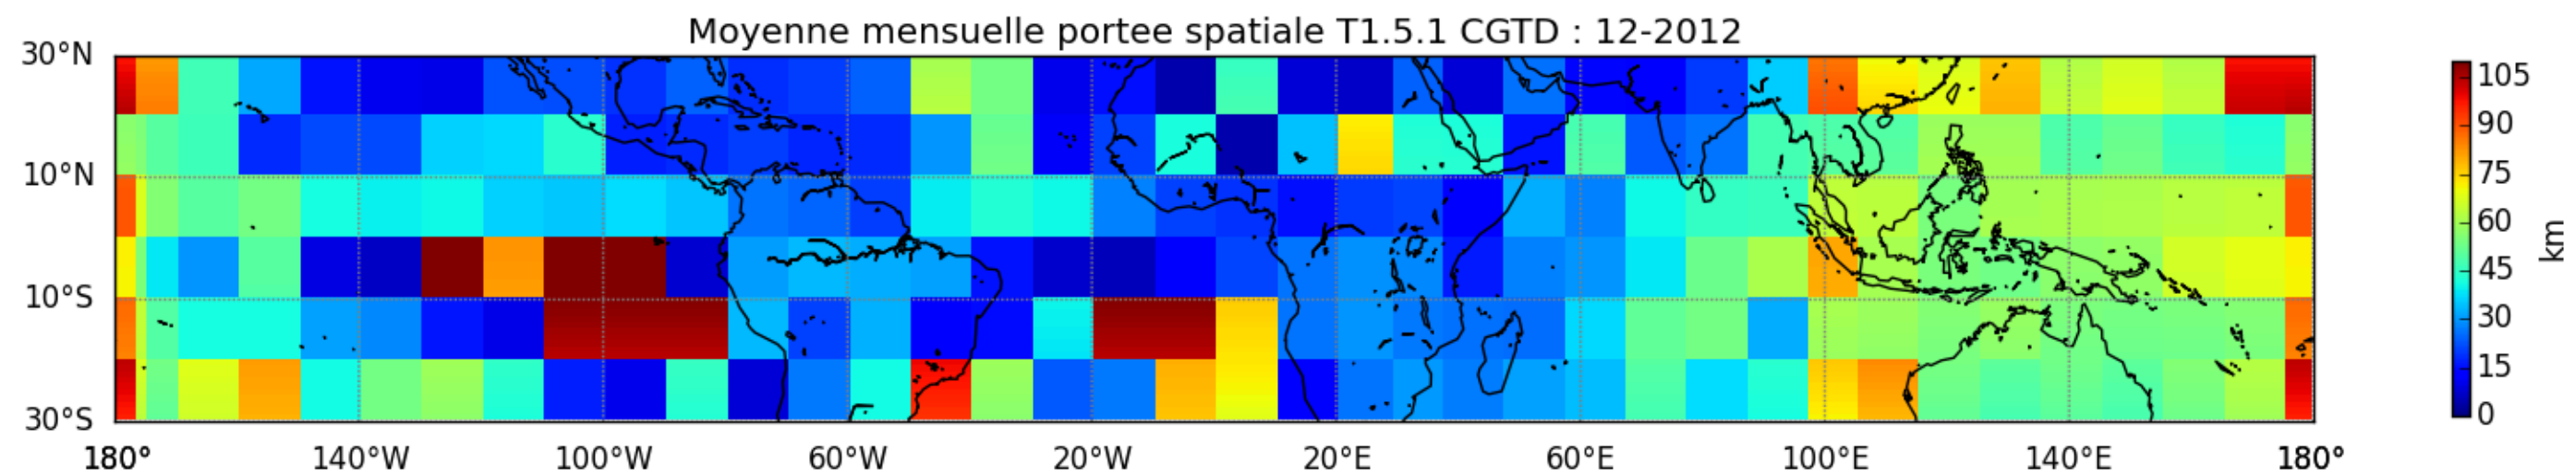 Moyenne mensuelle portee spatiale T1.5.1 CGTD : 12-2012
30°N
10°N
10°S
30°S
180° 140°W 100°W 60°W 20°W 20°E 60°E 100°E 140°E 180°
105
90
75
60
45
30
15
0
km